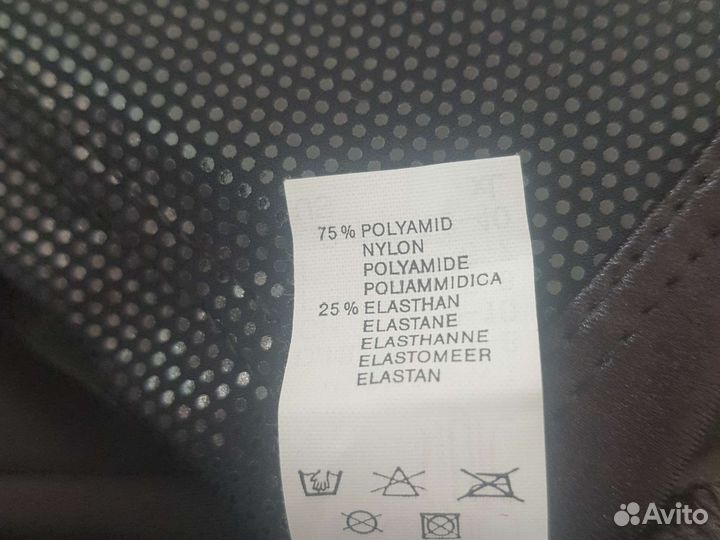 75% POLYAMID
NYLON
POLYAMIDE
POLIAMMIDICA
25% ELASTHAN
ELASTANE
ELASTHANNE
ELASTOMEER
ELASTAN
Avito